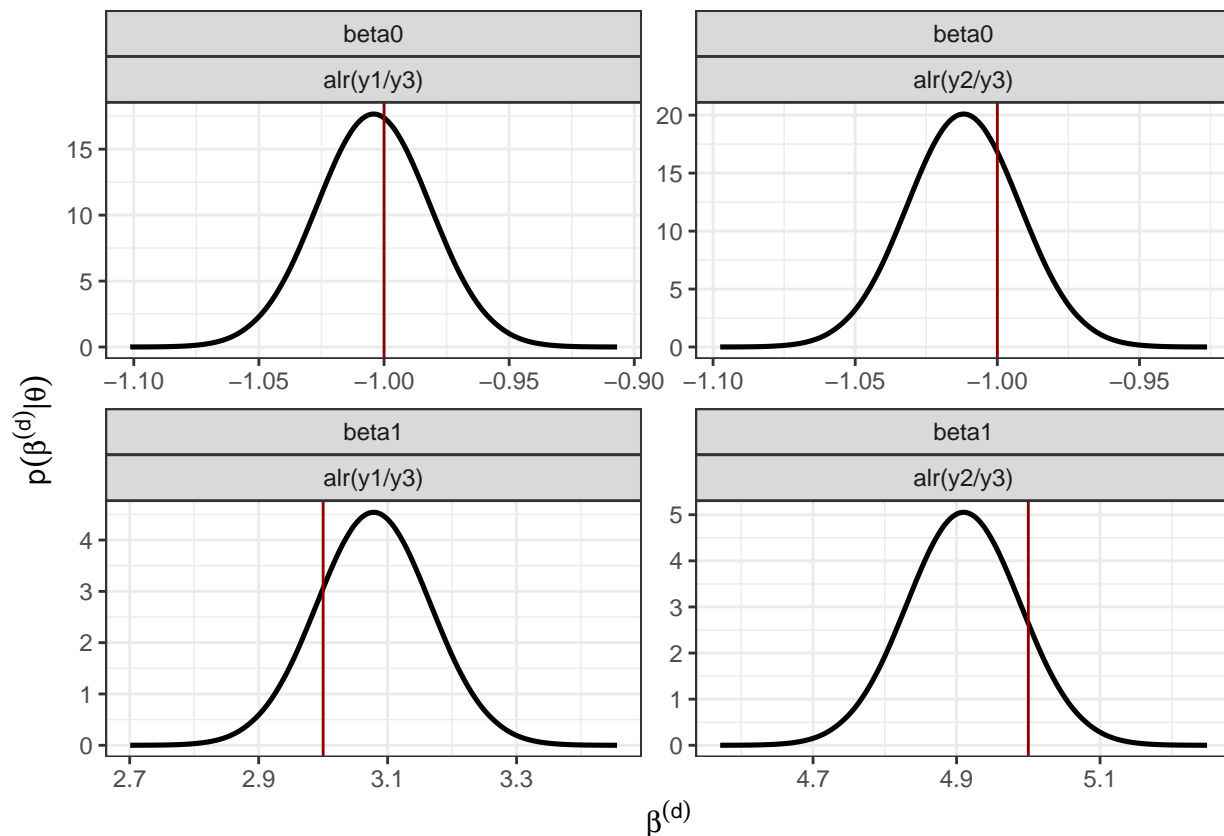 beta0
alr(y1/y3)
15
10
5
0
−1.10 −1.05 −1.00 −0.95 −0.90
beta0
alr(y2/y3)
20
15
10
5
0
−1.10 −1.05 −1.00 −0.95
p(β⁽ᵈ⁾|θ)
beta1
alr(y1/y3)
4
3
2
1
0
2.7 2.9 3.1 3.3
beta1
alr(y2/y3)
5
4
3
2
1
0
4.7 4.9 5.1
β⁽ᵈ⁾